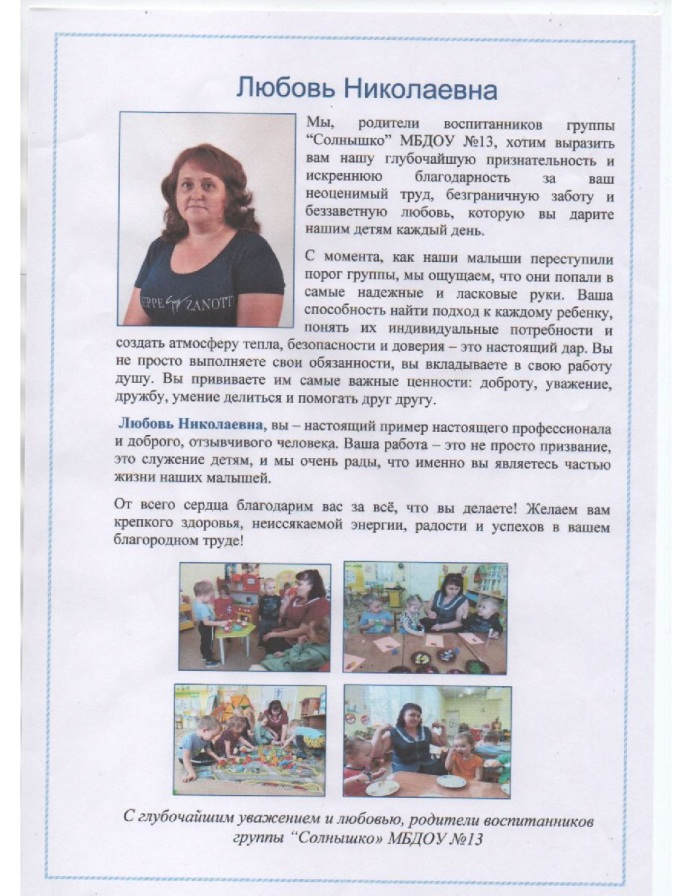 Любовь Николаевна
Мы, родители воспитанников группы
“Солнышко” МБДОУ №13, хотим выразить
вам нашу глубочайшую признательность и
искреннюю благодарность за ваш
неоценимый труд, безграничную заботу и
беззаветную любовь, которую вы дарите
нашим детям каждый день.
С момента, как наши малыши переступили
порог группы, мы ощущаем, что они попали в
самые надежные и ласковые руки. Ваша
способность найти подход к каждому ребенку,
понять их индивидуальные потребности и
создать атмосферу тепла, безопасности и доверия – это настоящий дар. Вы
не просто выполняете свои обязанности, вы вкладываете в свою работу
душу. Вы прививаете им самые важные ценности: доброту, уважение,
дружбу, умение делиться и помогать друг другу.
Любовь Николаевна, вы – настоящий пример настоящего профессионала
и доброго, отзывчивого человека. Ваша работа – это не просто призвание,
это служение детям, и мы очень рады, что именно вы являетесь частью
жизни наших малышей.
От всего сердца благодарим вас за всё, что вы делаете! Желаем вам
крепкого здоровья, неиссякаемой энергии, радости и успехов в вашем
благородном труде!
С глубочайшим уважением и любовью, родители воспитанников
группы “Солнышко» МБДОУ №13